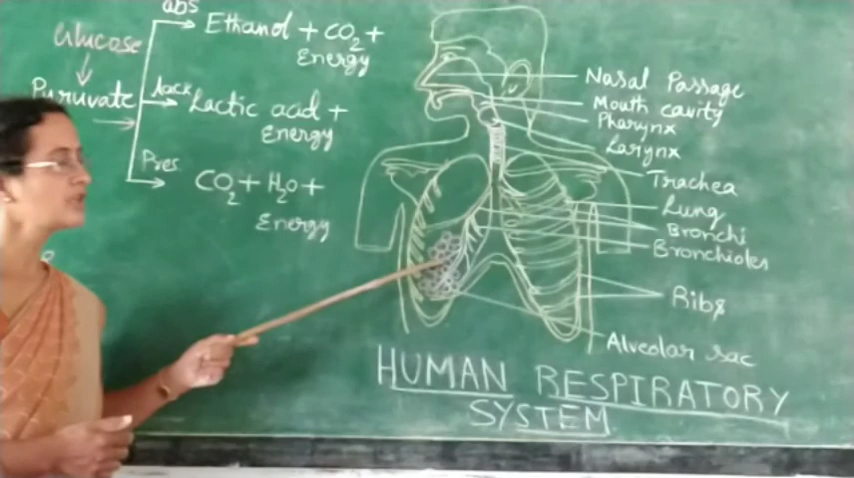 abs
Glucose
Ethanol + CO2 +
Energy
Pyruvate
lack
Lactic acid +
Energy
Pres.
CO2 + H2O +
Energy
Nasal Passage
Mouth cavity
Pharynx
Larynx
Trachea
Lung
Bronchi
Bronchioles
Ribs
Alveolar sac
HUMAN RESPIRATORY
SYSTEM